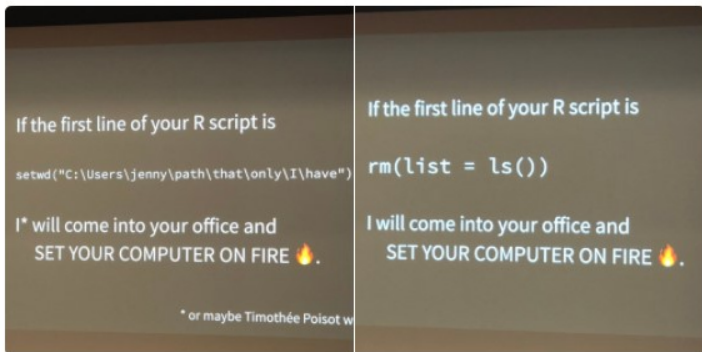 If the first line of your R script is
setwd("C:\Users\jenny\path\that\only\I\have")
I* will come into your office and
SET YOUR COMPUTER ON FIRE 🔥.
* or maybe Timothée Poisot w
If the first line of your R script is
rm(list = ls())
I will come into your office and
SET YOUR COMPUTER ON FIRE 🔥.